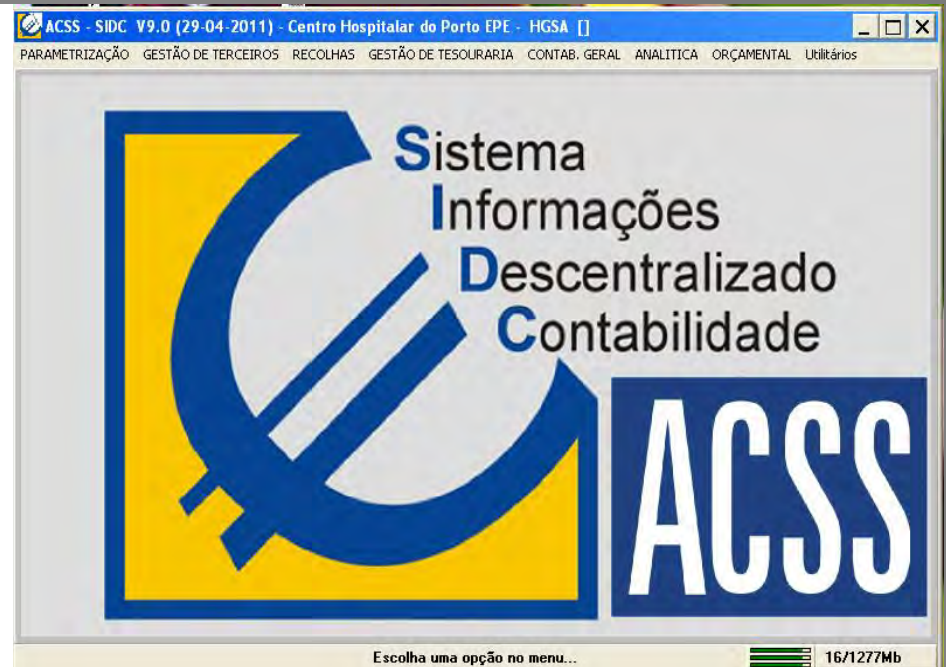 ACSS - SIDC V9.0 (29-04-2011) - Centro Hospitalar do Porto EPE - HGSA []
PARAMETRIZAÇÃO GESTÃO DE TERCEIROS RECOLHAS GESTÃO DE TESOURARIA CONTAB. GERAL ANALITICA ORÇAMENTAL Utilitários
Sistema
Informações
Descentralizado
Contabilidade
ACSS
Escolha uma opção no menu... 16/1277Mb